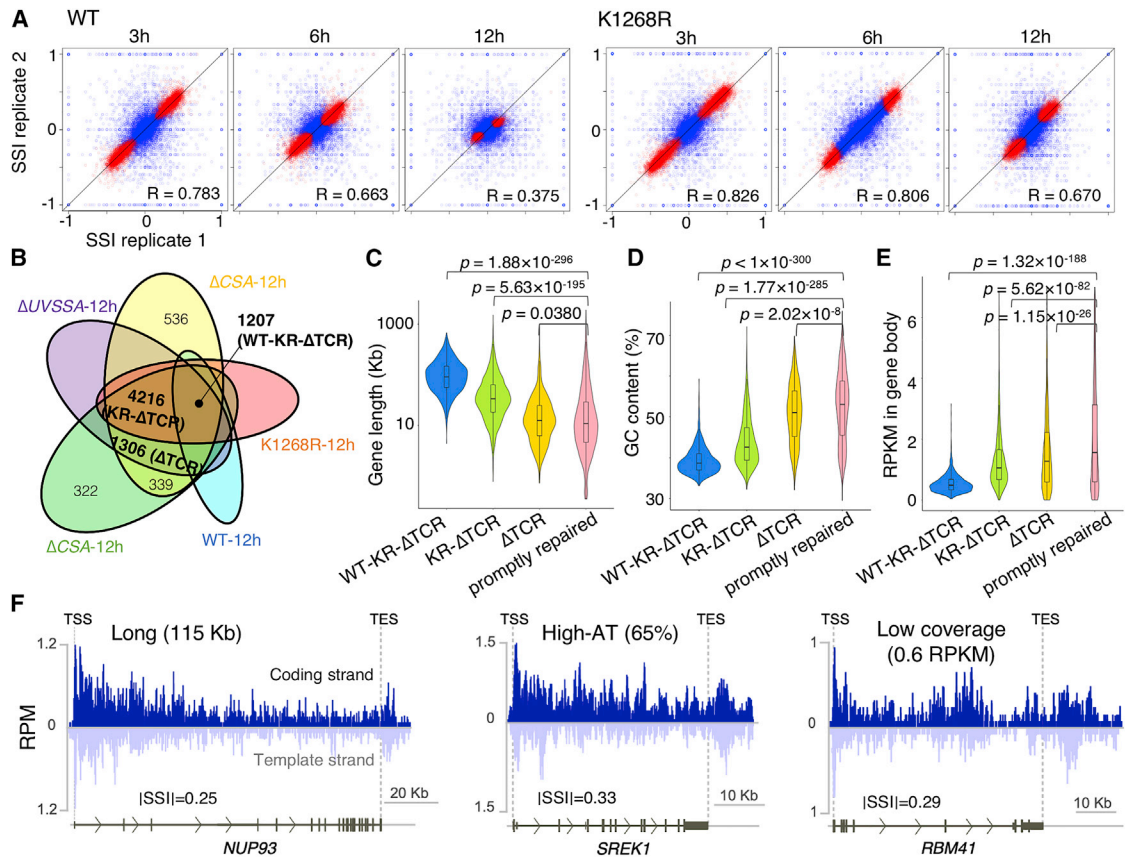 A
WT
K1268R
3h
6h
12h
3h
6h
12h
SSI replicate 2
1
0
-1
R = 0.783
R = 0.663
R = 0.375
1
0
-1
R = 0.826
R = 0.806
R = 0.670
-1
0
1
SSI replicate 1
-1
0
1
B
ΔCSA-12h
ΔUVSSA-12h
536
1207
(WT-KR-ΔTCR)
4216
(KR-ΔTCR)
K1268R-12h
1306 (ΔTCR)
322
339
WT-12h
ΔCSA-12h
C
p = 1.88×10-296
p = 5.63×10-195
p = 0.0380
Gene length (Kb)
1000
10
WT-KR-ΔTCR
KR-ΔTCR
ΔTCR
promptly repaired
D
p < 1×10-300
p = 1.77×10-285
p = 2.02×10-8
GC content (%)
70
50
30
WT-KR-ΔTCR
KR-ΔTCR
ΔTCR
promptly repaired
E
p = 1.32×10-188
p = 5.62×10-82
p = 1.15×10-26
RPKM in gene body
6
4
2
0
WT-KR-ΔTCR
KR-ΔTCR
ΔTCR
promptly repaired
F
TSS
TES
Long (115 Kb)
1.2
Coding strand
RPM
0
Template strand
1.2
|SSI|=0.25
20 Kb
NUP93
TSS
TES
High-AT (65%)
1.5
0
1.5
|SSI|=0.33
10 Kb
SREK1
TSS
TES
Low coverage
(0.6 RPKM)
1
0
1
|SSI|=0.29
10 Kb
RBM41